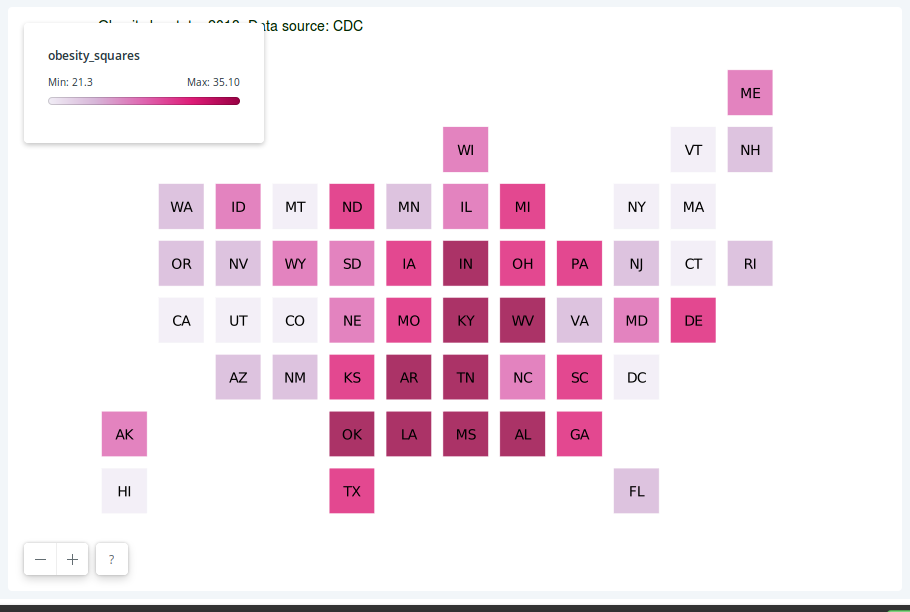 Data source: CDC
obesity_squares
Min: 21.3 Max: 35.10
ME
WI VT NH
WA ID MT ND MN IL MI NY MA
OR NV WY SD IA IN OH PA NJ CT RI
CA UT CO NE MO KY WV VA MD DE
AZ NM KS AR TN NC SC DC
AK OK LA MS AL GA
HI TX FL
− + ?